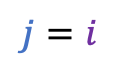 j = i